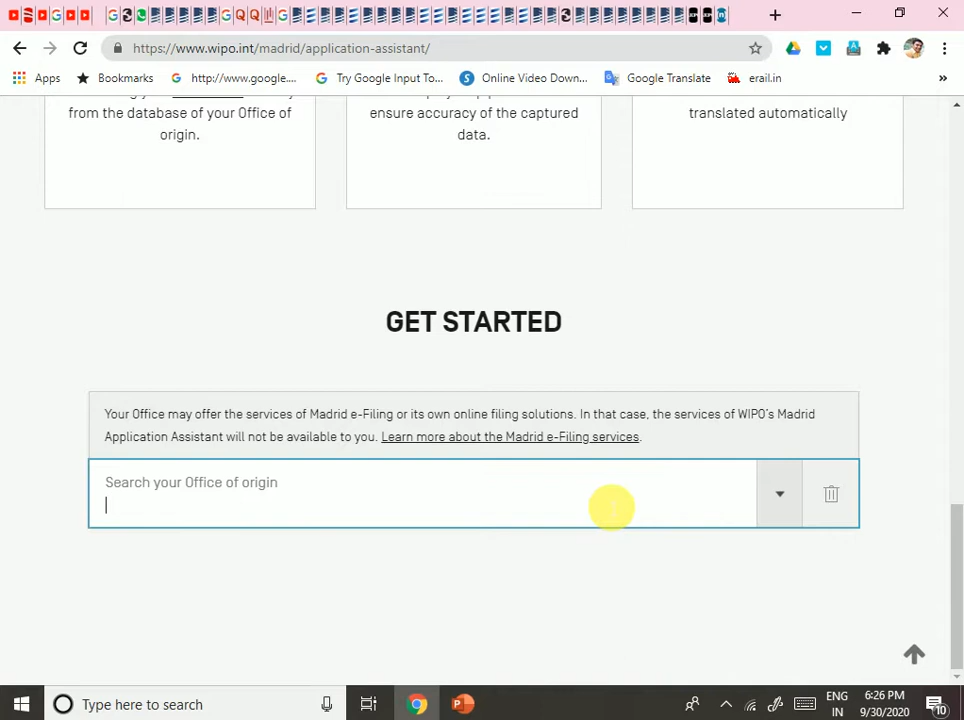 https://www.wipo.int/madrid/application-assistant/
Apps
Bookmarks
http://www.google....
Try Google Input To...
Online Video Down...
Google Translate
erail.in
»
from the database of your Office of
origin.
ensure accuracy of the captured
data.
translated automatically
GET STARTED
Your Office may offer the services of Madrid e-Filing or its own online filing solutions. In that case, the services of WIPO's Madrid
Application Assistant will not be available to you. Learn more about the Madrid e-Filing services.
Search your Office of origin
Type here to search
ENG
IN
6:26 PM
9/30/2020
10